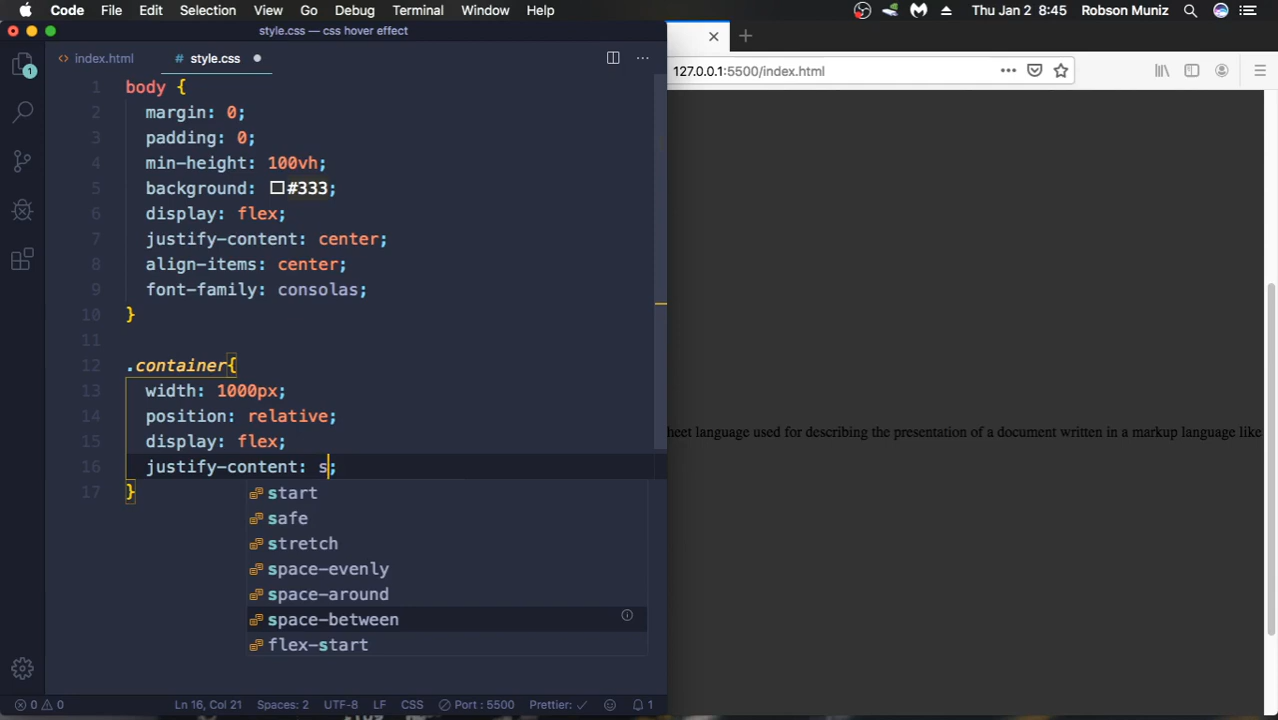 Code File Edit Selection View Go Debug Terminal Window Help Thu Jan 2 8:45 Robson Muniz
style.css — css hover effect
index.html # style.css
127.0.0.1:5500/index.html
1
1 body {
2 margin: 0;
3 padding: 0;
4 min-height: 100vh;
5 background: #333;
6 display: flex;
7 justify-content: center;
8 align-items: center;
9 font-family: consolas;
10 }
11
12 .container{
13 width: 1000px;
14 position: relative;
15 display: flex;
16 justify-content: s;
17 }
start
safe
stretch
space-evenly
space-around
space-between
flex-start
heet language used for describing the presentation of a document written in a markup language like
0 0 Ln 16, Col 21 Spaces: 2 UTF-8 LF CSS Port : 5500 Prettier: ✓ 1